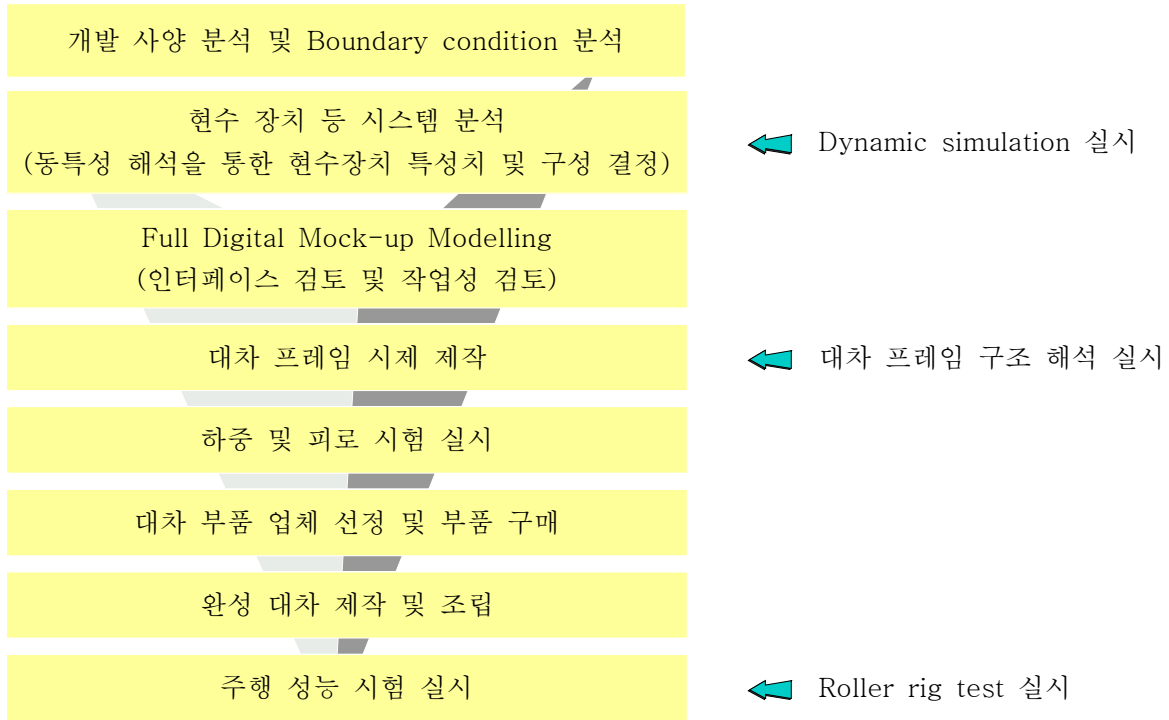 개발 사양 분석 및 Boundary condition 분석
현수 장치 등 시스템 분석
(동특성 해석을 통한 현수장치 특성치 및 구성 결정)
Dynamic simulation 실시
Full Digital Mock-up Modelling
(인터페이스 검토 및 작업성 검토)
대차 프레임 시제 제작
대차 프레임 구조 해석 실시
하중 및 피로 시험 실시
대차 부품 업체 선정 및 부품 구매
완성 대차 제작 및 조립
주행 성능 시험 실시
Roller rig test 실시